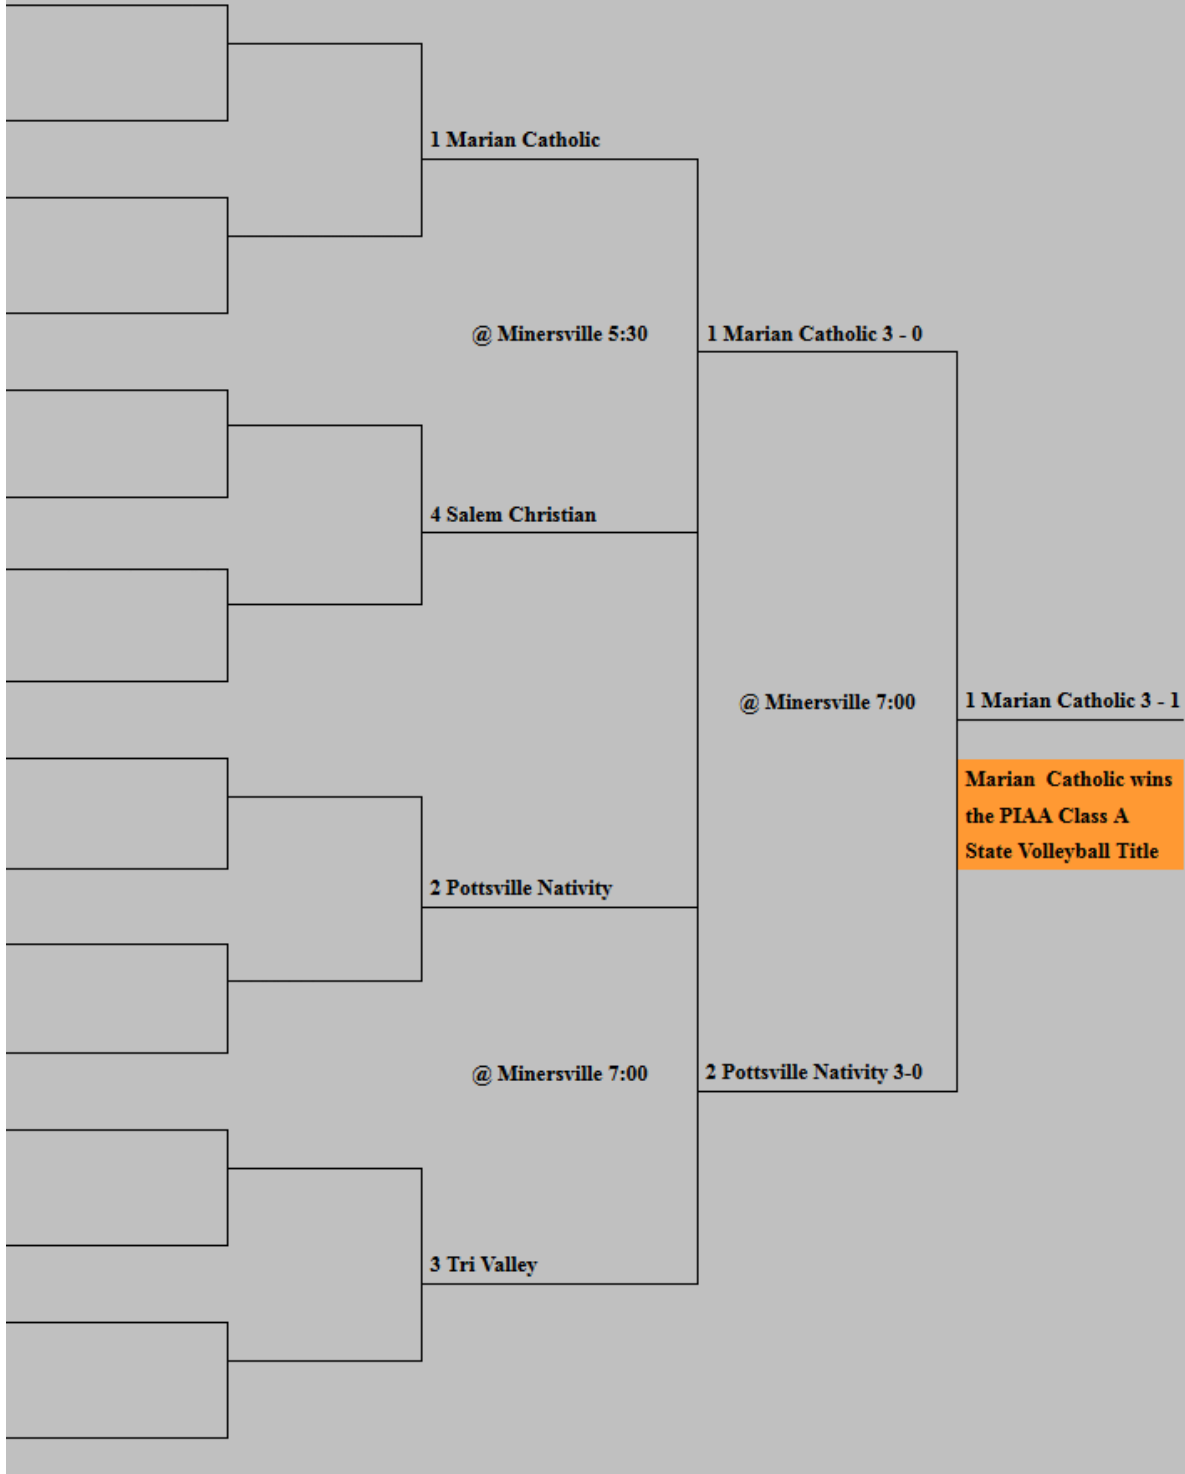 1 Marian Catholic
@ Minersville 5:30
1 Marian Catholic 3 - 0
4 Salem Christian
@ Minersville 7:00
1 Marian Catholic 3 - 1
Marian  Catholic wins
the PIAA Class A
State Volleyball Title
2 Pottsville Nativity
@ Minersville 7:00
2 Pottsville Nativity 3-0
3 Tri Valley